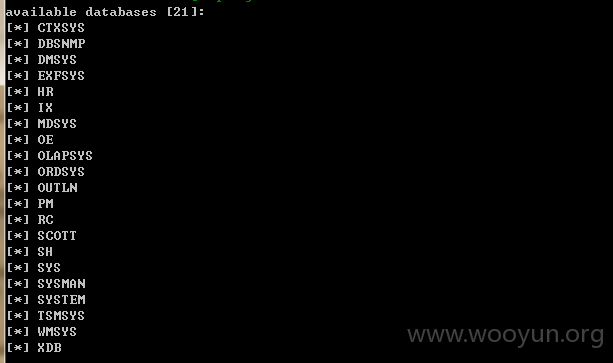 available databases [21]:
[*] CTXSYS
[*] DBSNMP
[*] DMSYS
[*] EXFSYS
[*] HR
[*] IX
[*] MDSYS
[*] OE
[*] OLAPSYS
[*] ORDSYS
[*] OUTLN
[*] PM
[*] RC
[*] SCOTT
[*] SH
[*] SYS
[*] SYSMAN
[*] SYSTEM
[*] TSMSYS
[*] WMSYS
[*] XDB
www.wooyun.org